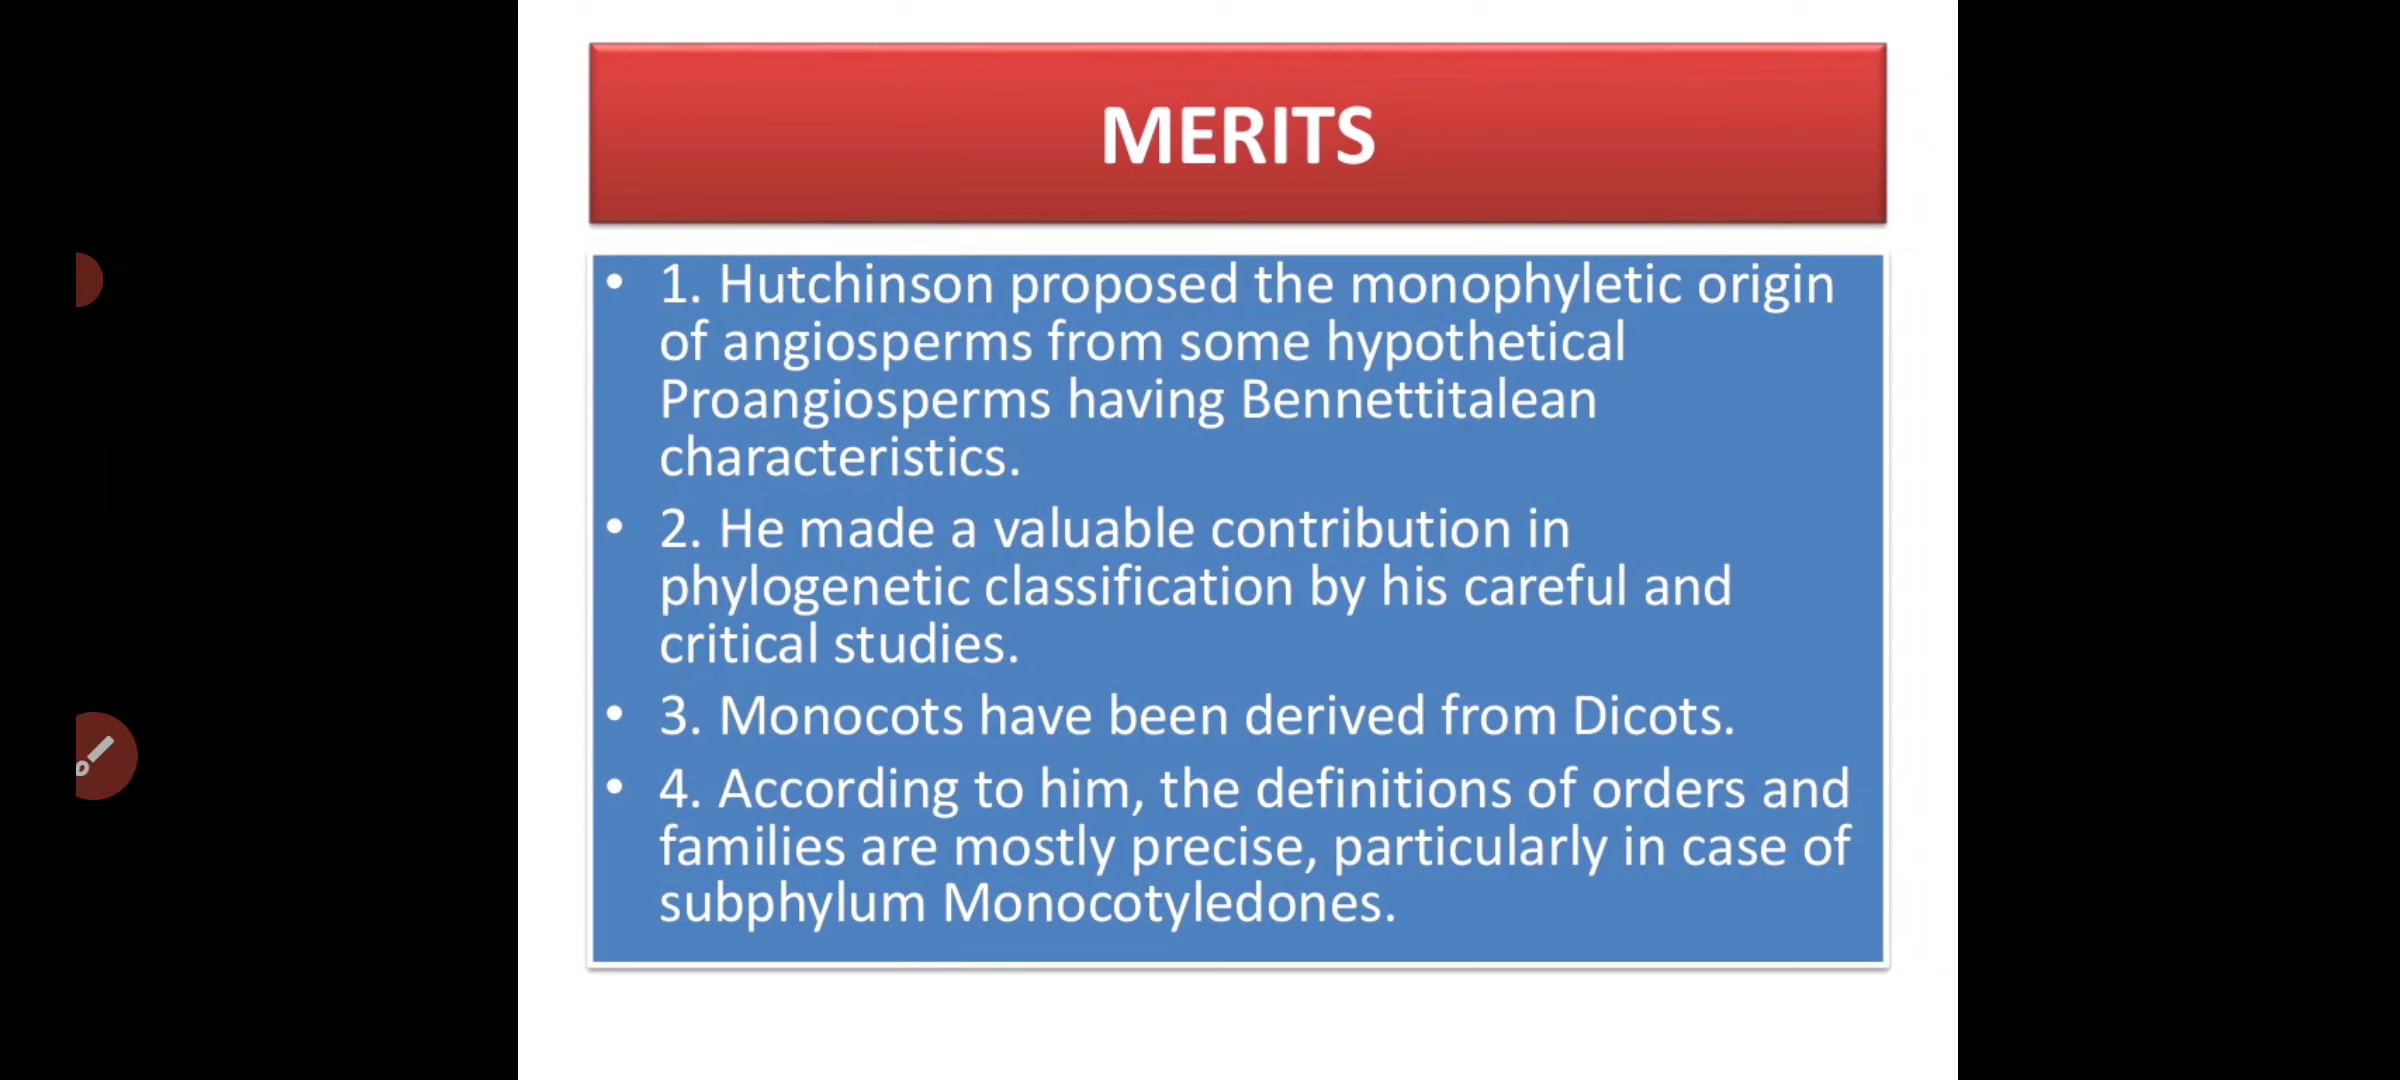 MERITS
• 1. Hutchinson proposed the monophyletic origin
of angiosperms from some hypothetical
Proangiosperms having Bennettitalean
characteristics.
• 2. He made a valuable contribution in
phylogenetic classification by his careful and
critical studies.
• 3. Monocots have been derived from Dicots.
• 4. According to him, the definitions of orders and
families are mostly precise, particularly in case of
subphylum Monocotyledones.